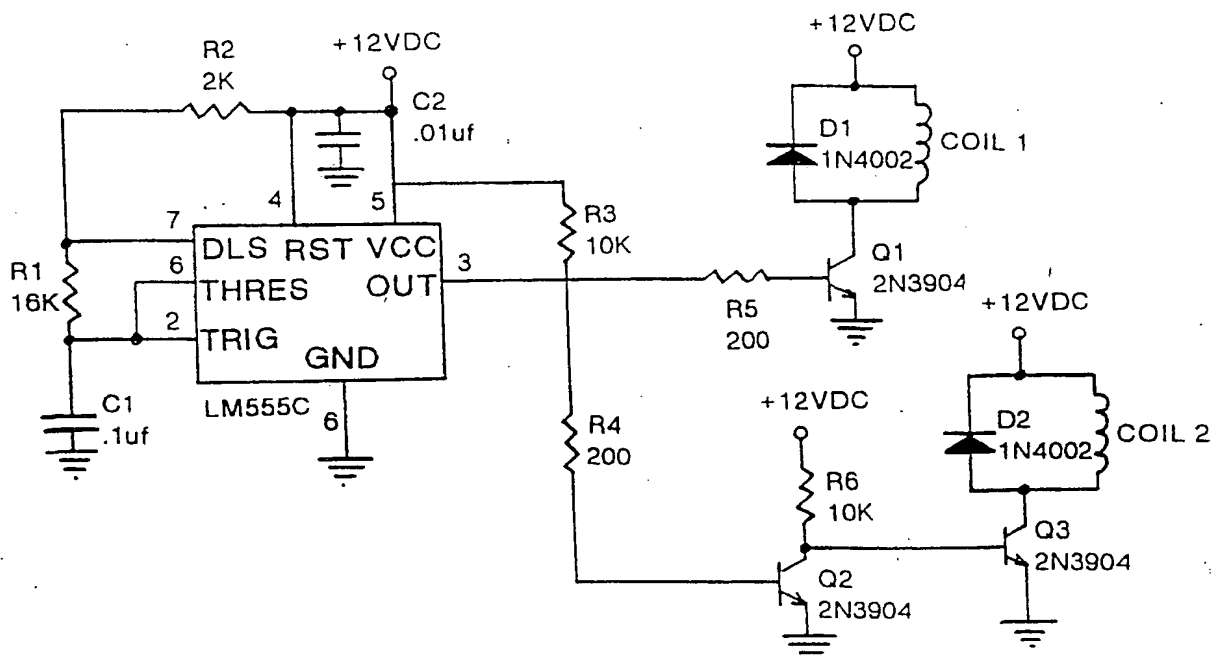 +12VDC
R2
2K
C2
.01uf
+12VDC
D1
1N4002
COIL 1
4
5
7
DLS
RST
VCC
R3
10K
R1
16K
6
THRES
OUT
3
Q1
2N3904
2
TRIG
R5
200
GND
LM555C
6
C1
.1uf
+12VDC
R4
200
+12VDC
D2
1N4002
COIL 2
R6
10K
Q3
2N3904
Q2
2N3904